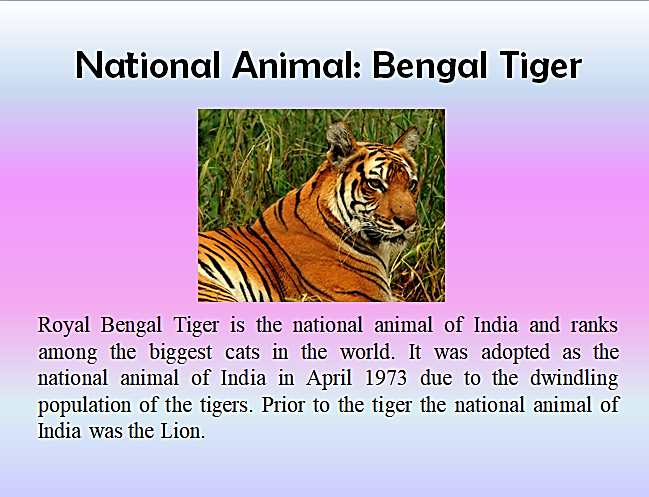 National Animal: Bengal Tiger
Royal Bengal Tiger is the national animal of India and ranks
among the biggest cats in the world. It was adopted as the
national animal of India in April 1973 due to the dwindling
population of the tigers. Prior to the tiger the national animal of
India was the Lion.